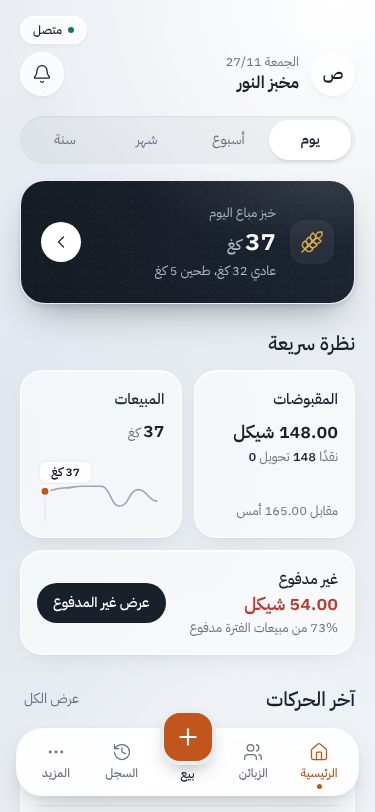 متصل
ص
الجمعة 27/11
مخبز النور
يوم
أسبوع
شهر
سنة
خبز مباع اليوم
37 كغ
عادي 32 كغ، طحين 5 كغ
نظرة سريعة
المقبوضات
148.00 شيكل
نقدًا 148 تحويل 0
مقابل 165.00 أمس
المبيعات
37 كغ
37 كغ
غير مدفوع
54.00 شيكل
73% من مبيعات الفترة مدفوع
عرض غير المدفوع
آخر الحركات
عرض الكل
الرئيسية
الزبائن
بيع
السجل
المزيد